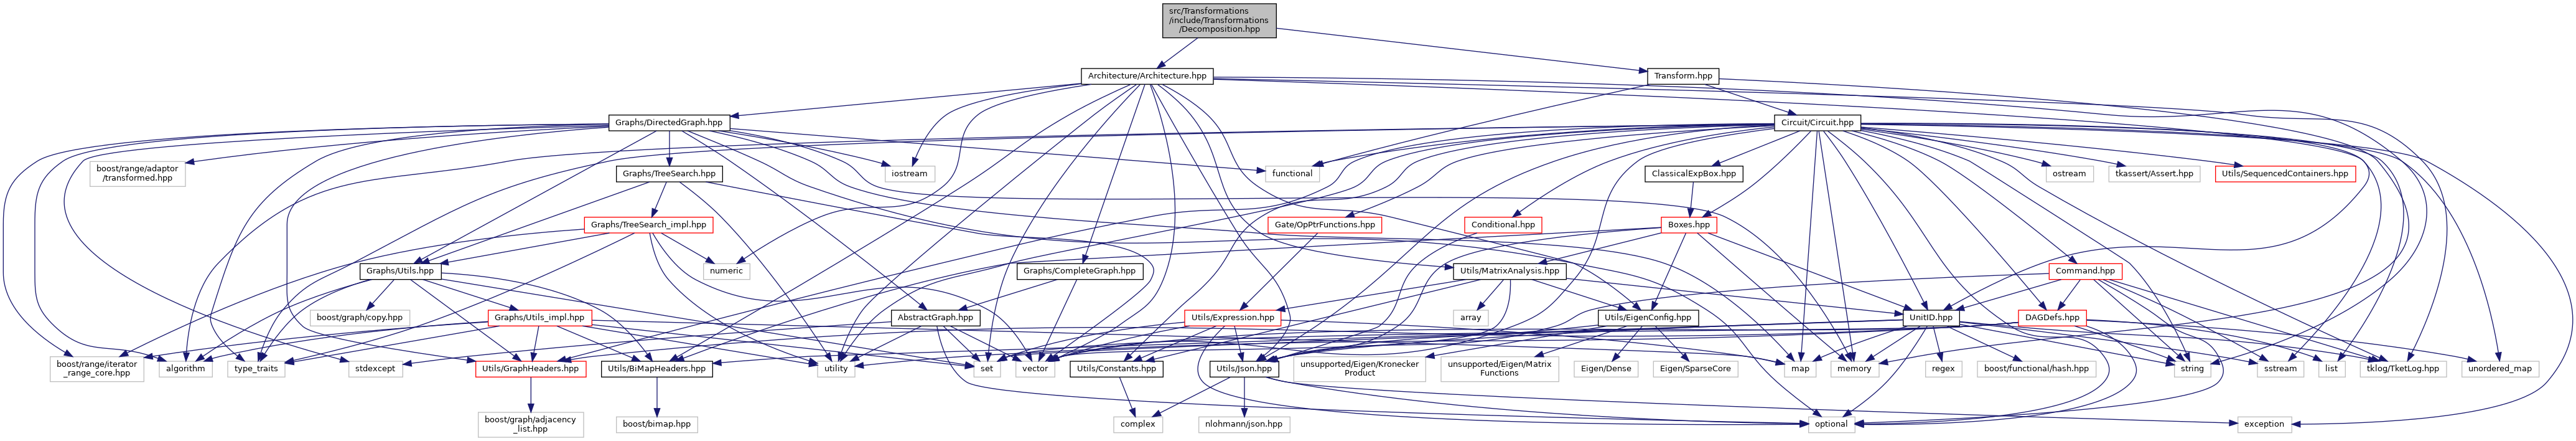 src/Transformations
/include/Transformations
/Decomposition.hpp
Architecture/Architecture.hpp
Transform.hpp
Graphs/DirectedGraph.hpp
Circuit/Circuit.hpp
boost/range/adaptor
/transformed.hpp
Graphs/TreeSearch.hpp
iostream
functional
ClassicalExpBox.hpp
ostream
tkassert/Assert.hpp
Utils/SequencedContainers.hpp
Graphs/TreeSearch_impl.hpp
Gate/OpPtrFunctions.hpp
Conditional.hpp
Boxes.hpp
Graphs/Utils.hpp
numeric
Graphs/CompleteGraph.hpp
Utils/MatrixAnalysis.hpp
Command.hpp
boost/graph/copy.hpp
Graphs/Utils_impl.hpp
AbstractGraph.hpp
Utils/Expression.hpp
array
Utils/EigenConfig.hpp
UnitID.hpp
DAGDefs.hpp
boost/range/iterator
_range_core.hpp
algorithm
type_traits
stdexcept
Utils/GraphHeaders.hpp
Utils/BiMapHeaders.hpp
utility
set
vector
Utils/Constants.hpp
Utils/Json.hpp
unsupported/Eigen/Kronecker
Product
unsupported/Eigen/Matrix
Functions
Eigen/Dense
Eigen/SparseCore
map
memory
regex
boost/functional/hash.hpp
string
sstream
list
tklog/TketLog.hpp
unordered_map
boost/graph/adjacency
_list.hpp
boost/bimap.hpp
complex
nlohmann/json.hpp
optional
exception